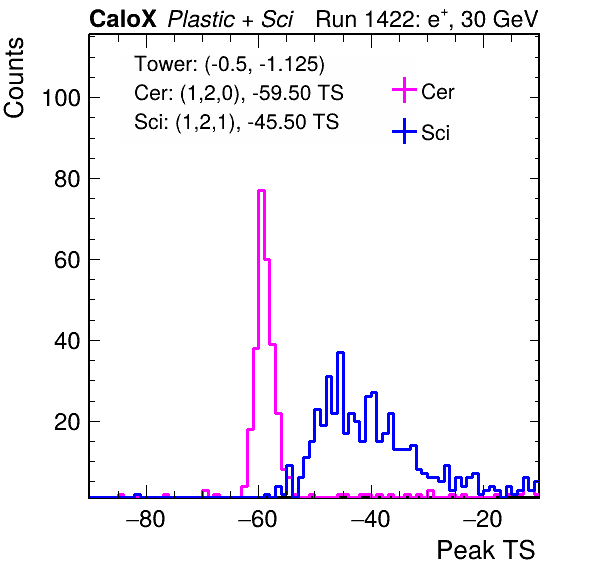 CaloX Plastic + Sci Run 1422: e+, 30 GeV
Counts
Tower: (-0.5, -1.125)
Cer: (1,2,0), -59.50 TS
Sci: (1,2,1), -45.50 TS
Cer
Sci
100
80
60
40
20
−80 −60 −40 −20
Peak TS